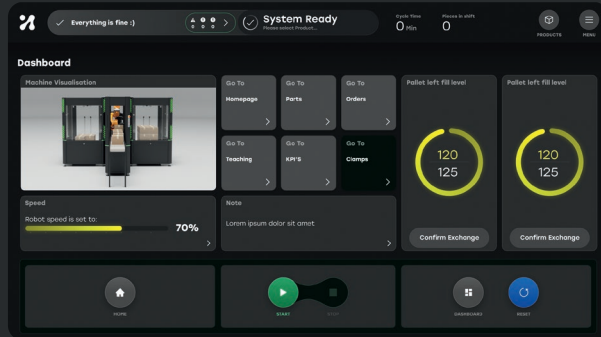 Everything is fine :)
System Ready
Please select Product...
Cycle Time
0 Min
Pieces in shift
0
PRODUCTS
MENU
Dashboard
Machine Visualisation
Go To
Homepage
Go To
Parts
Go To
Orders
Go To
Teaching
Go To
KPI'S
Go To
Clamps
Pallet left fill level
120
125
Confirm Exchange
Pallet left fill level
120
125
Confirm Exchange
Speed
Robot speed is set to:
70%
Note
Lorem ipsum dolor sit amet
HOME
START
STOP
DASHBOARD
RESET